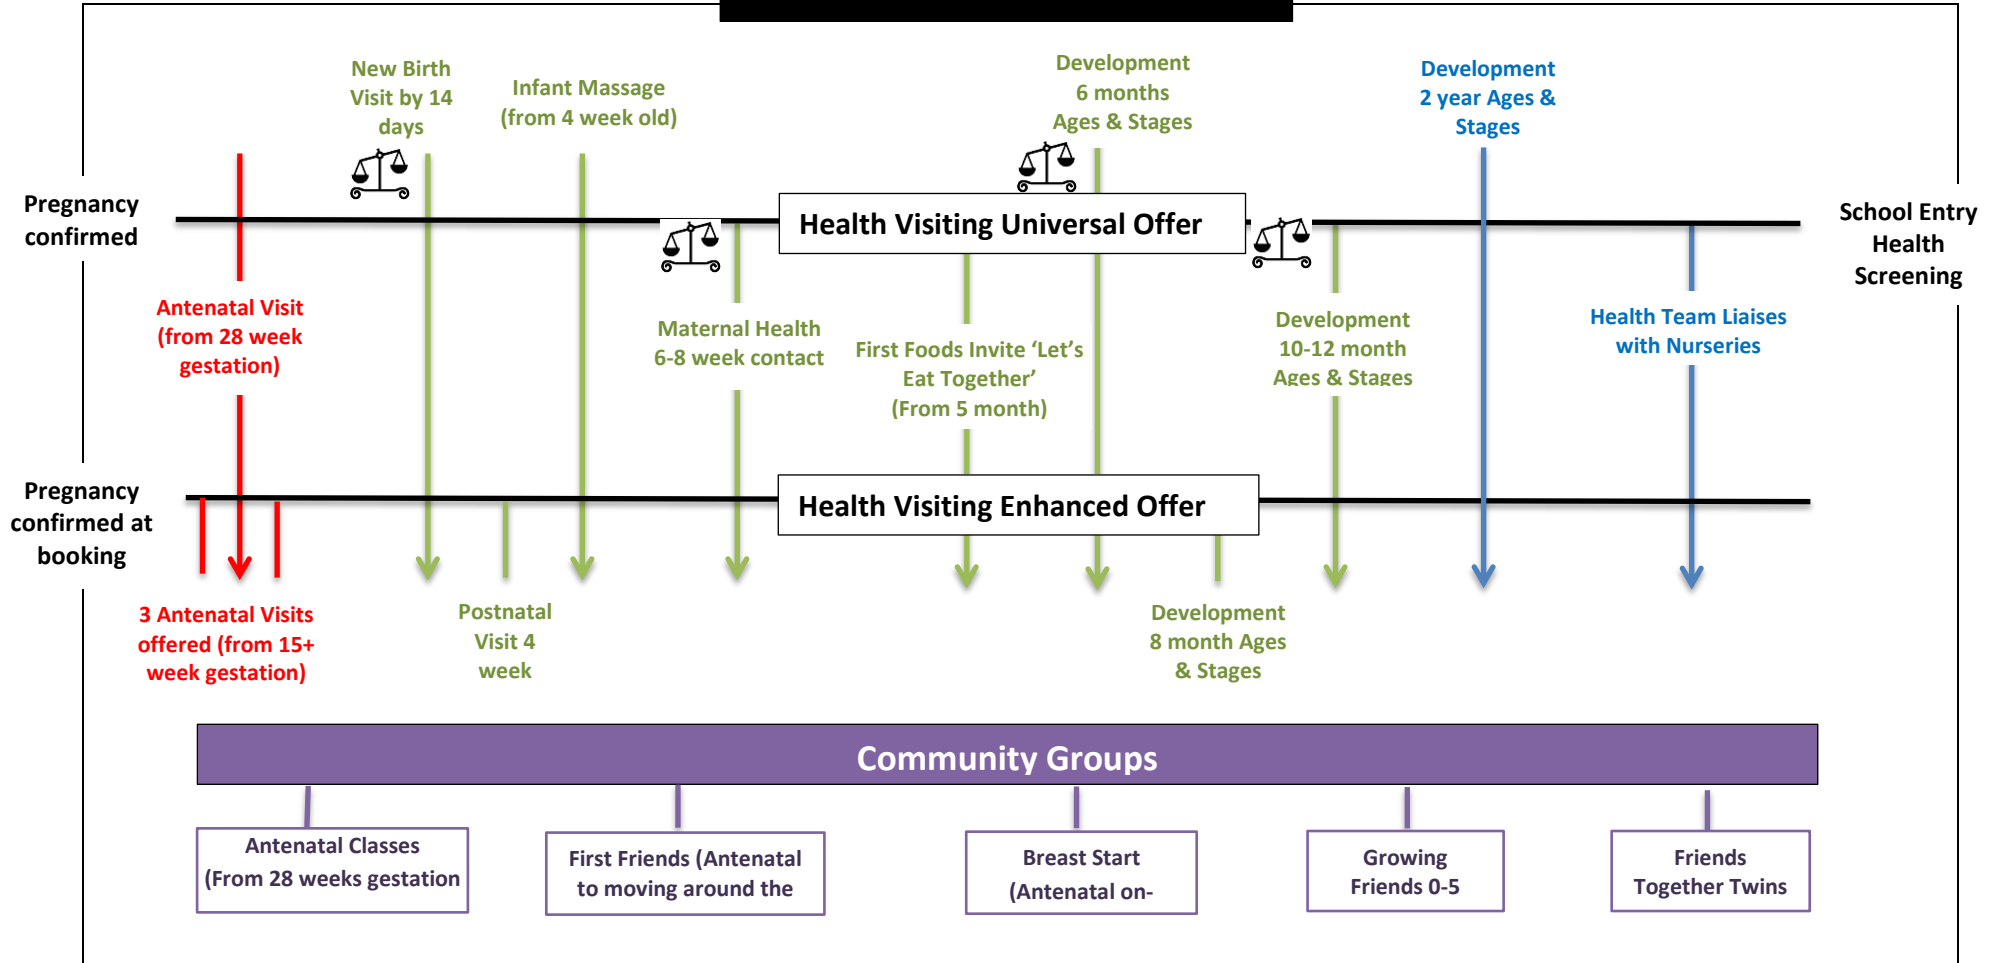 New Birth
Visit by 14
days
Infant Massage
(from 4 week old)
Development
6 months
Ages & Stages
Development
2 year Ages &
Stages
Pregnancy
confirmed
Health Visiting Universal Offer
School Entry
Health
Screening
Antenatal Visit
(from 28 week
gestation)
Maternal Health
6-8 week contact
First Foods Invite ‘Let’s
Eat Together’
(From 5 month)
Development
10-12 month
Ages & Stages
Health Team Liaises
with Nurseries
Pregnancy
confirmed at
booking
Health Visiting Enhanced Offer
3 Antenatal Visits
offered (from 15+
week gestation)
Postnatal
Visit 4
week
Development
8 month Ages
& Stages
Community Groups
Antenatal Classes
(From 28 weeks gestation
First Friends (Antenatal
to moving around the
Breast Start
(Antenatal on-
Growing
Friends 0-5
Friends
Together Twins